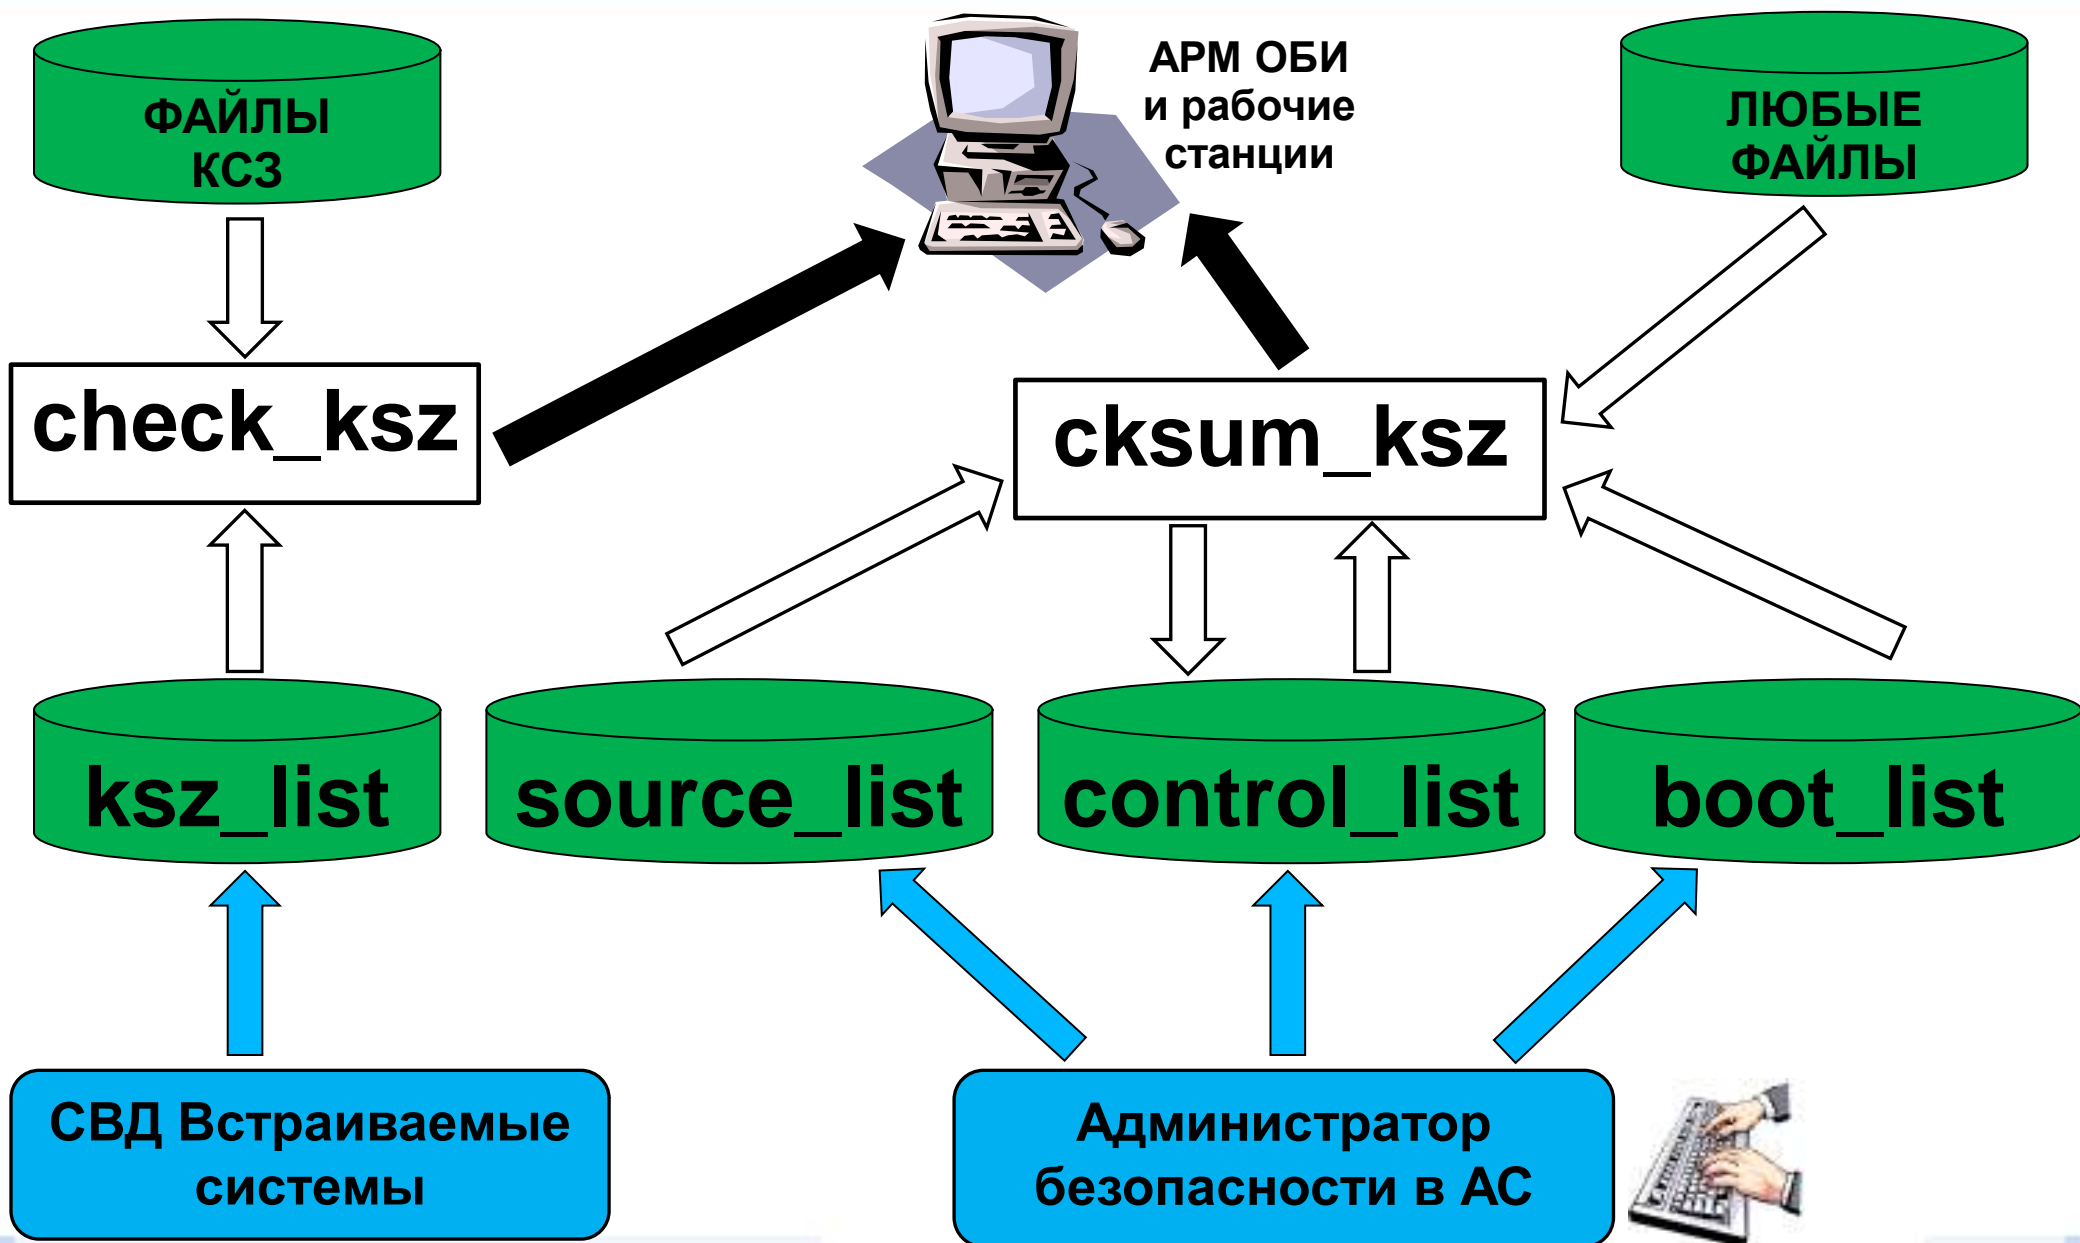 ФАЙЛЫ
КСЗ
АРМ ОБИ
и рабочие
станции
ЛЮБЫЕ
ФАЙЛЫ
check_ksz
cksum_ksz
ksz_list
source_list
control_list
boot_list
СВД Встраиваемые
системы
Администратор
безопасности в АС